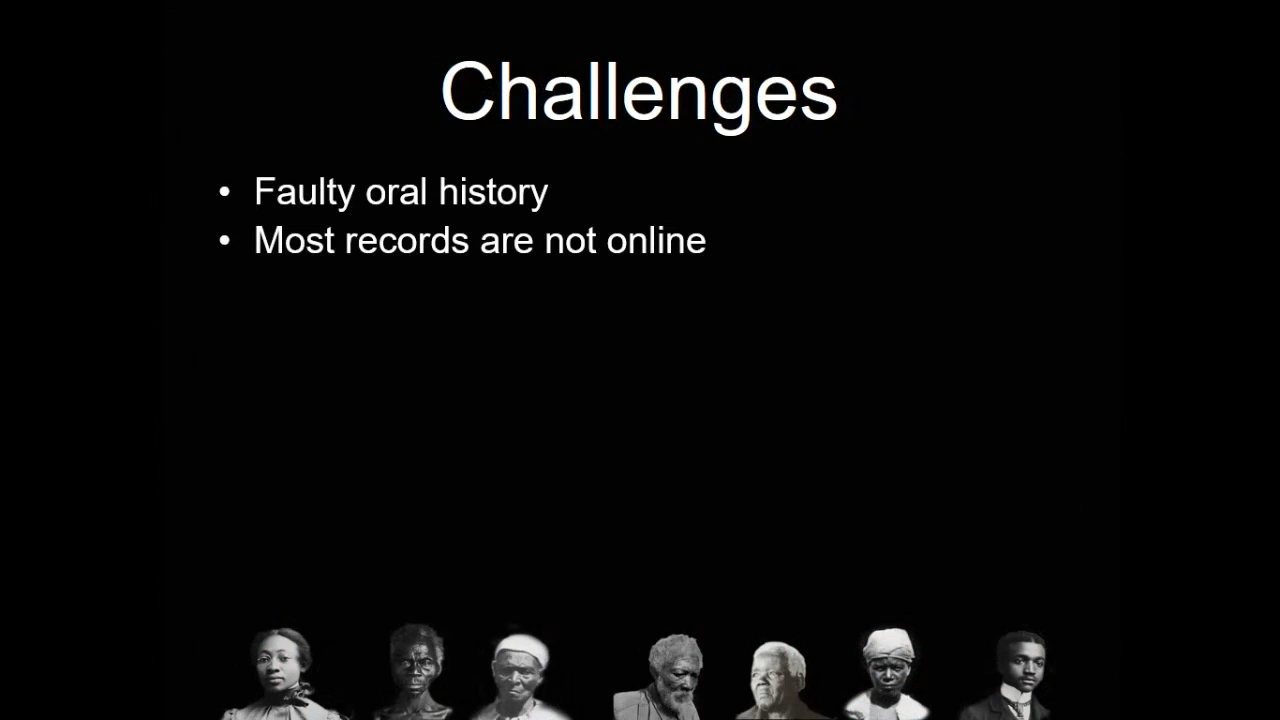 Challenges
• Faulty oral history
• Most records are not online